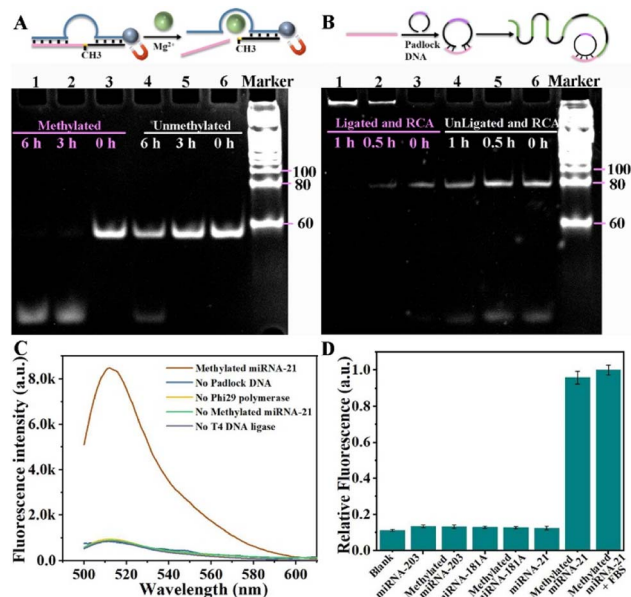 A
CH3
Mg²⁺
CH3
B
Padlock
DNA
1 2 3 4 5 6 Marker
Methylated Unmethylated
6 h 3 h 0 h 6 h 3 h 0 h
100
80
60
1 2 3 4 5 6 Marker
Ligated and RCA UnLigated and RCA
1 h 0.5 h 0 h 1 h 0.5 h 0 h
100
80
60
C
Fluorescence intensity (a.u.)
8.0k
6.0k
4.0k
2.0k
0.0
500 520 540 560 580 600
Wavelength (nm)
Methylated miRNA-21
No Padlock DNA
No Phi29 polymerase
No Methylated miRNA-21
No T4 DNA ligase
D
Relative Fluorescence (a.u.)
1.0
0.8
0.6
0.4
0.2
0.0
Blank
miRNA-203
Methylated
miRNA-203
miRNA-181A
Methylated
miRNA-181A
miRNA-21
Methylated
miRNA-21
Methylated
miRNA-21
+ FBS